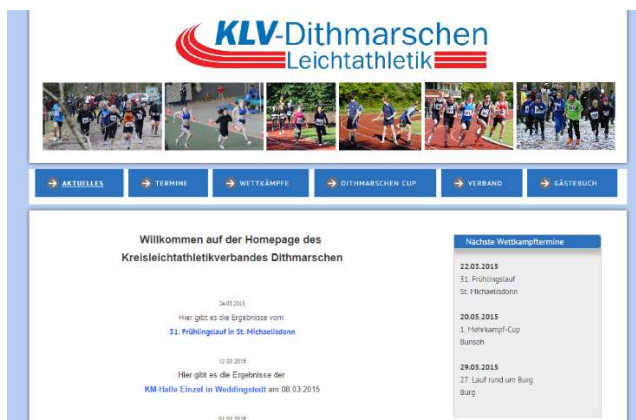 KLV-Dithmarschen
Leichtathletik
AKTUELLES
TERMINE
WETTKÄMPFE
DITHMARSCHEN CUP
VERBAND
GÄSTEBUCH
Willkommen auf der Homepage des
Kreisleichtathletikverbandes Dithmarschen
24.03.2015
Hier gibt es die Ergebnisse vom
31. Frühlingslauf in St. Michaelisdonn
12.03.2015
Hier gibt es die Ergebnisse der
KM-Halle Einzel in Weddingstedt am 08.03.2015
01.03.2015
Nächste Wettkampftermine
22.03.2015
31. Frühlingslauf
St. Michaelisdonn
20.05.2015
1. Mehrkampf-Cup
Bunsoh
29.05.2015
27. Lauf rund um Burg
Burg